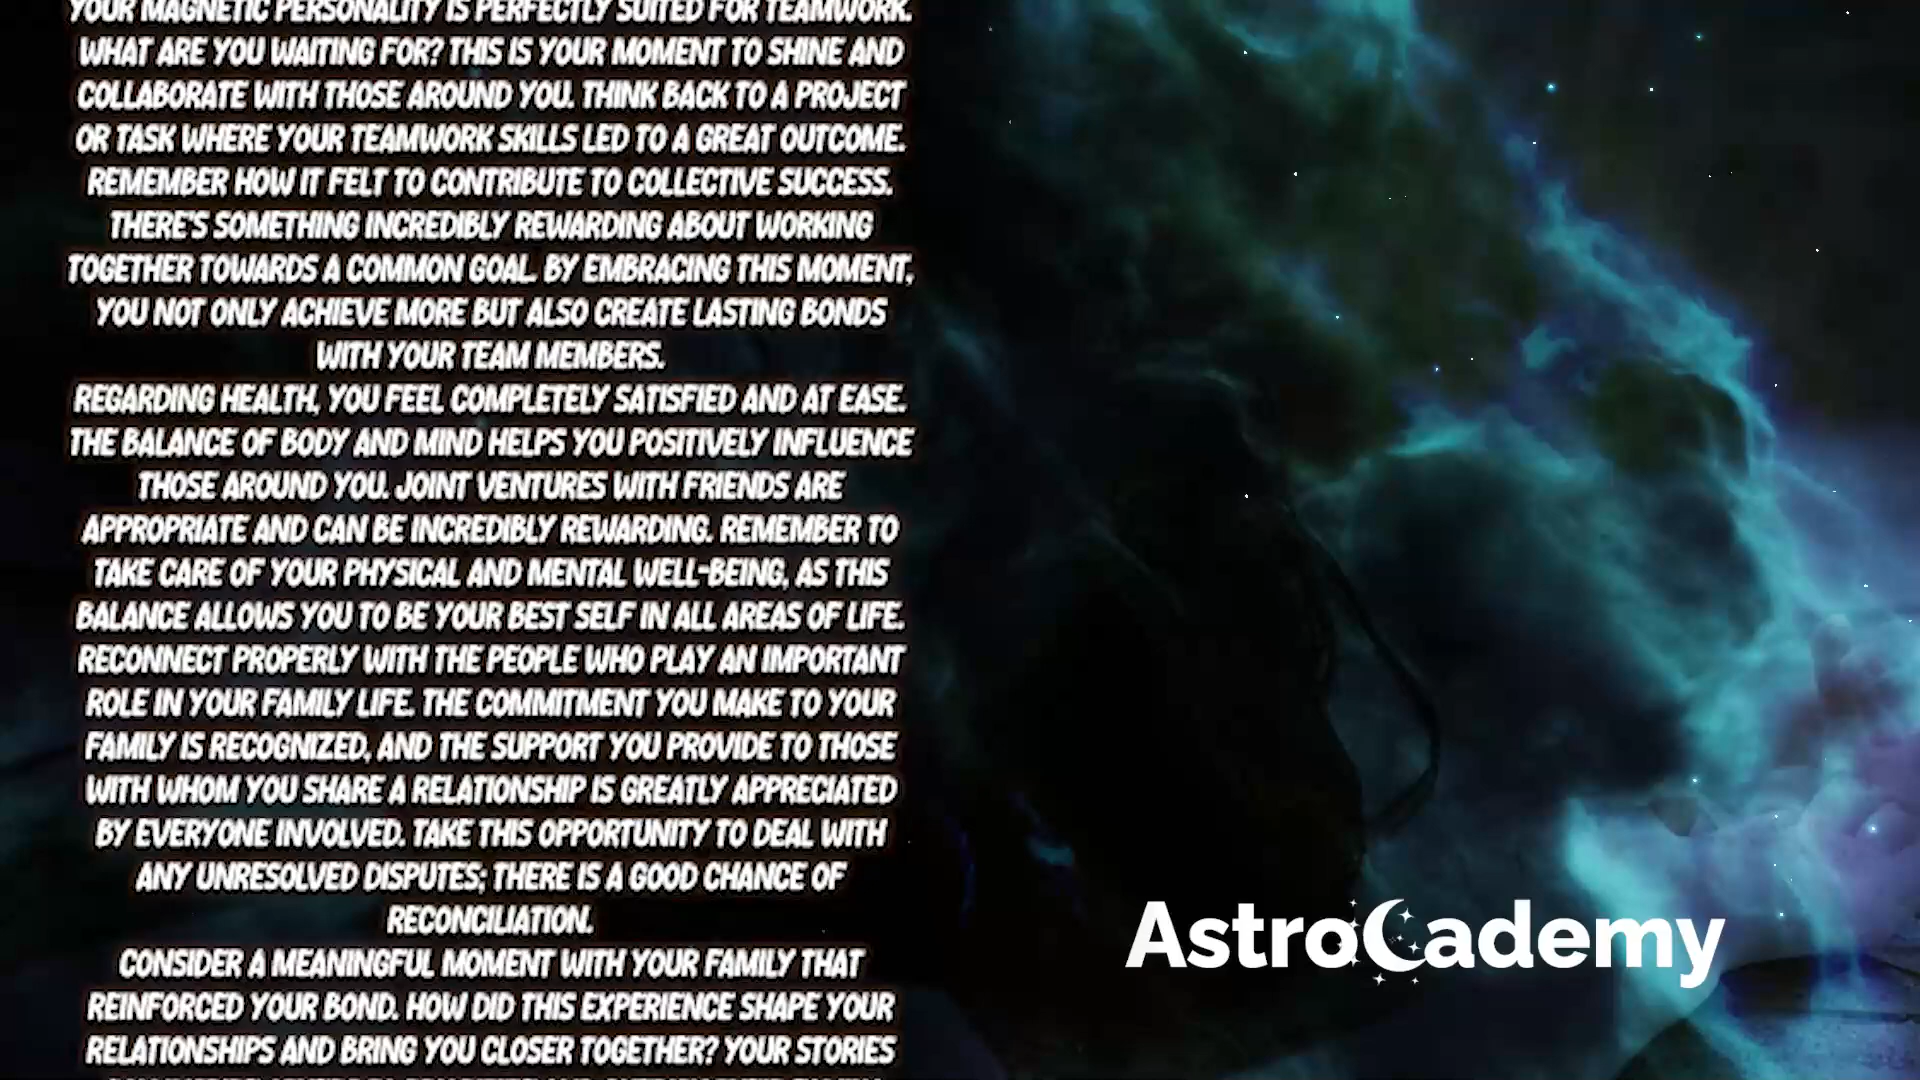 YOUR MAGNETIC PERSONALITY IS PERFECTLY SUITED FOR TEAMWORK.
WHAT ARE YOU WAITING FOR? THIS IS YOUR MOMENT TO SHINE AND
COLLABORATE WITH THOSE AROUND YOU. THINK BACK TO A PROJECT
OR TASK WHERE YOUR TEAMWORK SKILLS LED TO A GREAT OUTCOME.
REMEMBER HOW IT FELT TO CONTRIBUTE TO COLLECTIVE SUCCESS.
THERE'S SOMETHING INCREDIBLY REWARDING ABOUT WORKING
TOGETHER TOWARDS A COMMON GOAL. BY EMBRACING THIS MOMENT,
YOU NOT ONLY ACHIEVE MORE BUT ALSO CREATE LASTING BONDS
WITH YOUR TEAM MEMBERS.
REGARDING HEALTH, YOU FEEL COMPLETELY SATISFIED AND AT EASE.
THE BALANCE OF BODY AND MIND HELPS YOU POSITIVELY INFLUENCE
THOSE AROUND YOU. JOINT VENTURES WITH FRIENDS ARE
APPROPRIATE AND CAN BE INCREDIBLY REWARDING. REMEMBER TO
TAKE CARE OF YOUR PHYSICAL AND MENTAL WELL-BEING, AS THIS
BALANCE ALLOWS YOU TO BE YOUR BEST SELF IN ALL AREAS OF LIFE.
RECONNECT PROPERLY WITH THE PEOPLE WHO PLAY AN IMPORTANT
ROLE IN YOUR FAMILY LIFE. THE COMMITMENT YOU MAKE TO YOUR
FAMILY IS RECOGNIZED, AND THE SUPPORT YOU PROVIDE TO THOSE
WITH WHOM YOU SHARE A RELATIONSHIP IS GREATLY APPRECIATED
BY EVERYONE INVOLVED. TAKE THIS OPPORTUNITY TO DEAL WITH
ANY UNRESOLVED DISPUTES; THERE IS A GOOD CHANCE OF
RECONCILIATION.
CONSIDER A MEANINGFUL MOMENT WITH YOUR FAMILY THAT
REINFORCED YOUR BOND. HOW DID THIS EXPERIENCE SHAPE YOUR
RELATIONSHIPS AND BRING YOU CLOSER TOGETHER? YOUR STORIES
AstroCademy